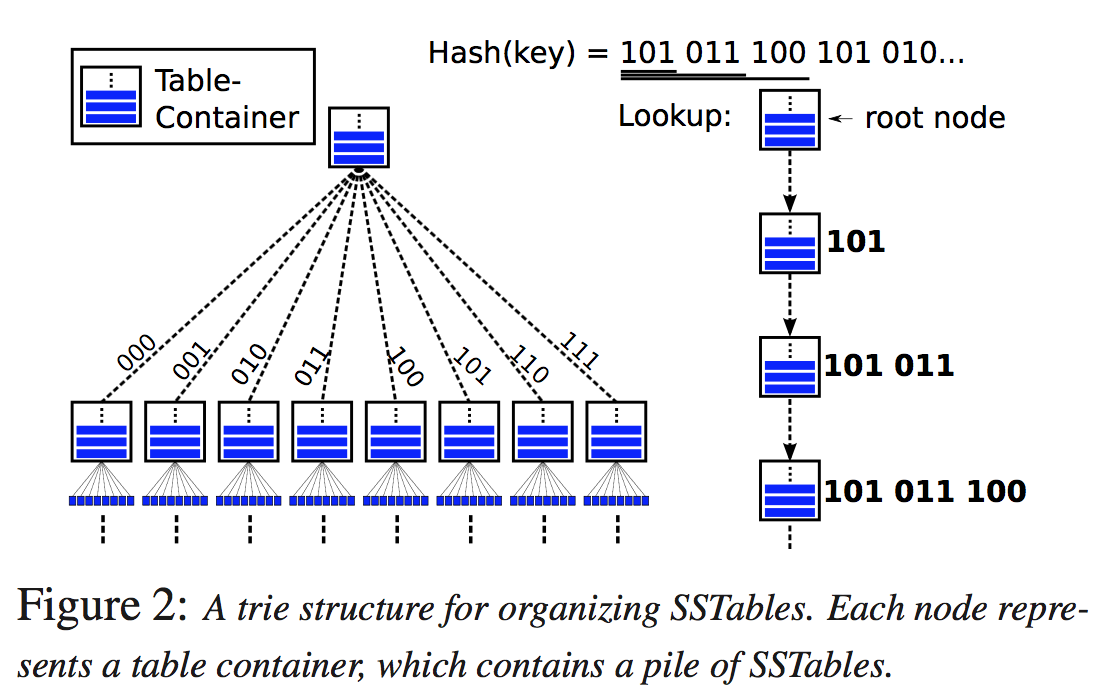 Hash(key) = 101 011 100 101 010...
Table-
Container
Lookup:
← root node
000
001
010
011
100
101
110
111
101
101 011
101 011 100
Figure 2: A trie structure for organizing SSTables. Each node repre-
sents a table container, which contains a pile of SSTables.